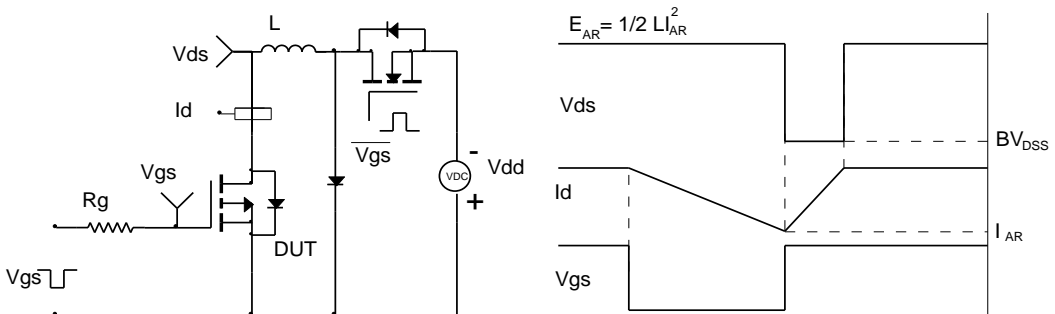 L
Vds
Id
Vgs
Vgs
Rg
DUT
Vgs
-
VDC
Vdd
+
E_AR = 1/2 LI_AR^2
Vds
BV_DSS
Id
I_AR
Vgs